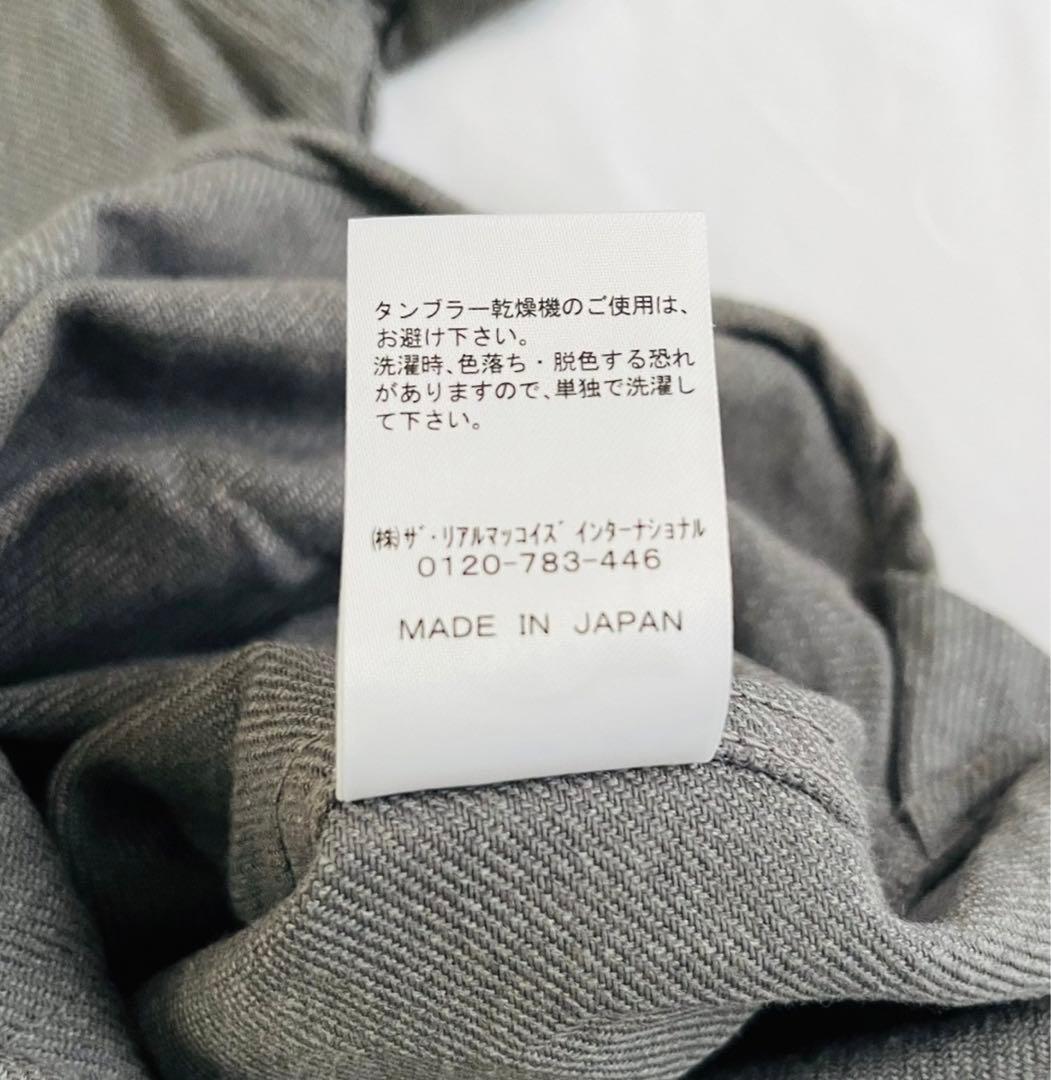 タンブラー乾燥機のご使用は、
お避け下さい。
洗濯時、色落ち・脱色する恐れ
がありますので、単独で洗濯し
て下さい。
㈱ｻﾞ・ﾘｱﾙﾏｯｺｲｽﾞ ｲﾝﾀｰﾅｼｮﾅﾙ
0120-783-446
MADE IN JAPAN